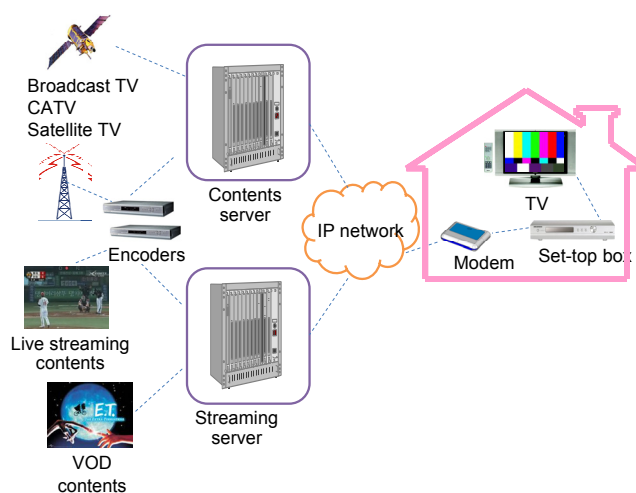 Broadcast TV
CATV
Satellite TV
Contents
server
Encoders
IP network
TV
Modem
Set-top box
Live streaming
contents
E.T.
Streaming
server
VOD
contents